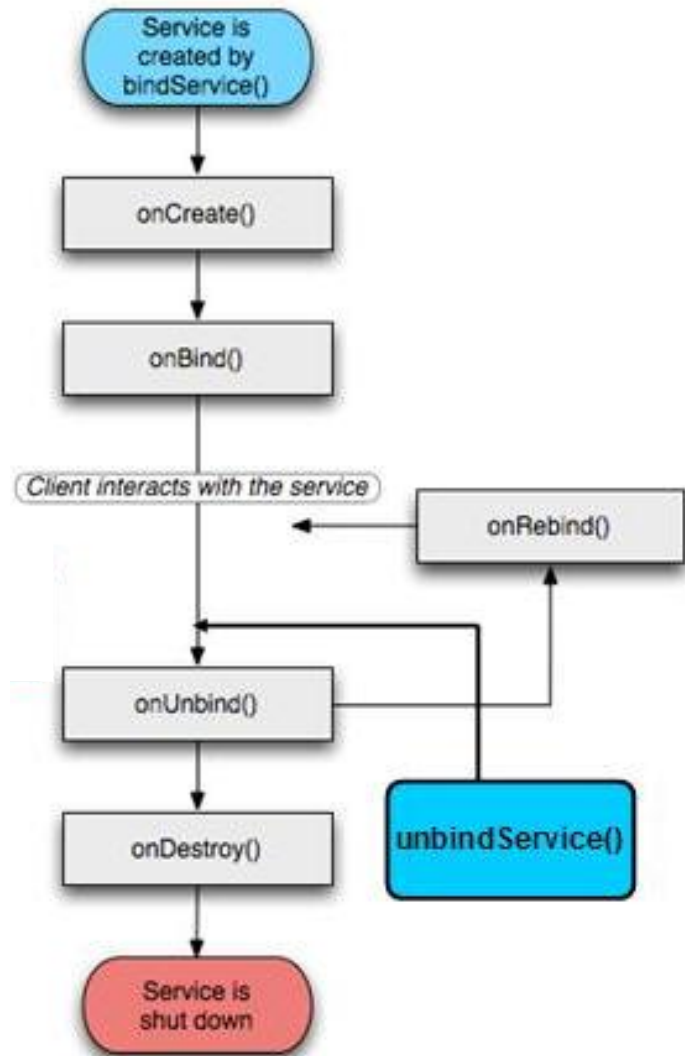 Service is
created by
bindService()
onCreate()
onBind()
Client interacts with the service
onRebind()
onUnbind()
unbindService()
onDestroy()
Service is
shut down